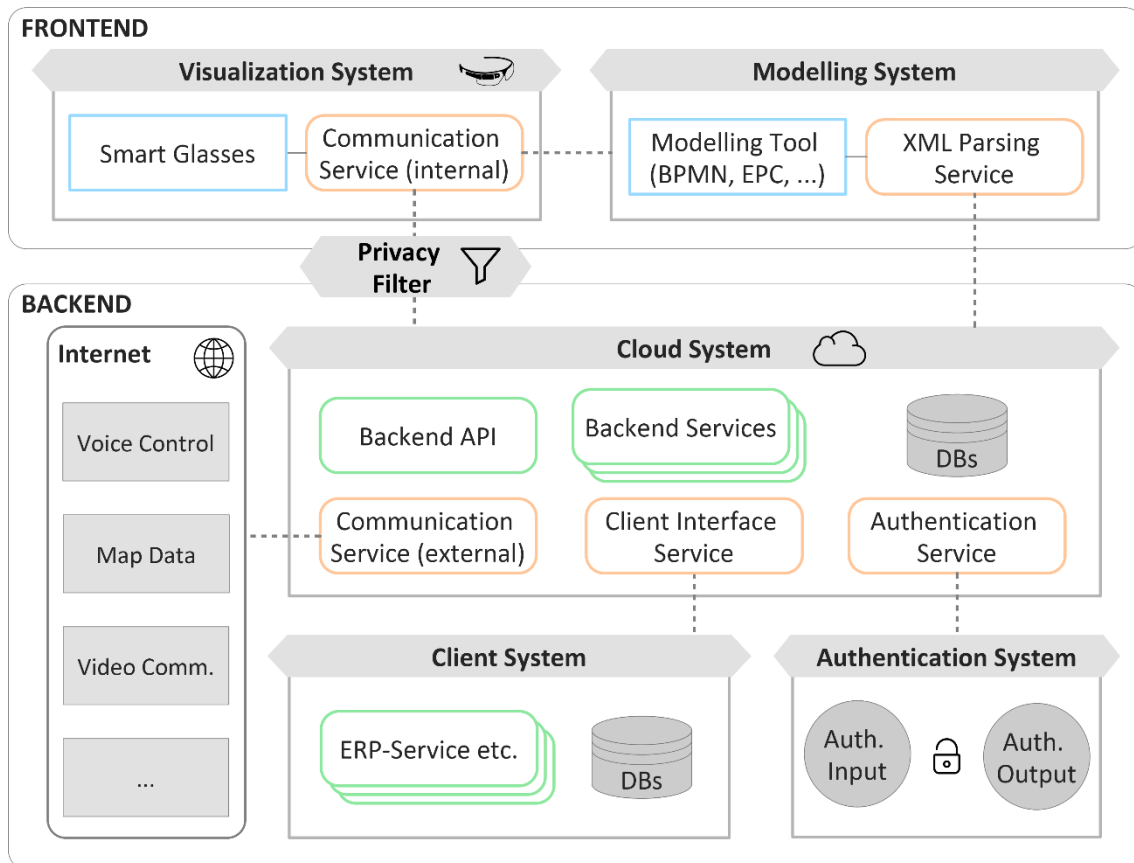 FRONTEND
Visualization System
Modelling System
Smart Glasses
Communication
Service (internal)
Modelling Tool
(BPMN, EPC, ...)
XML Parsing
Service
Privacy
Filter
BACKEND
Internet
Voice Control
Map Data
Video Comm.
...
Cloud System
Backend API
Backend Services
DBs
Communication
Service (external)
Client Interface
Service
Authentication
Service
Client System
ERP-Service etc.
DBs
Authentication System
Auth.
Input
Auth.
Output